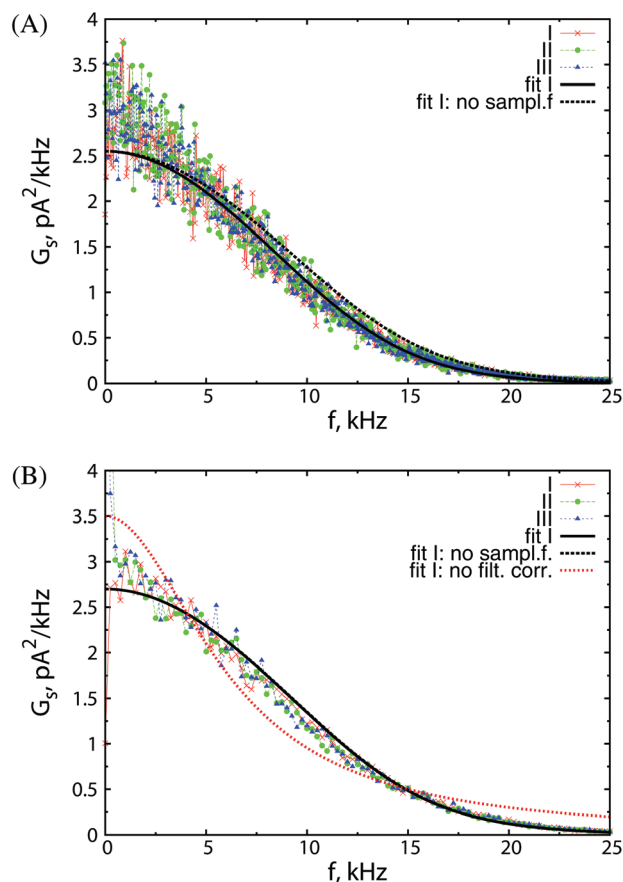 (A)
I
II
III
fit I
fit I: no sampl.f
4
3.5
3
2.5
2
1.5
1
0.5
0
G_s, pA²/kHz
0 5 10 15 20 25
f, kHz
(B)
I
II
III
fit I
fit I: no sampl.f.
fit I: no filt. corr.
4
3.5
3
2.5
2
1.5
1
0.5
0
G_s, pA²/kHz
0 5 10 15 20 25
f, kHz